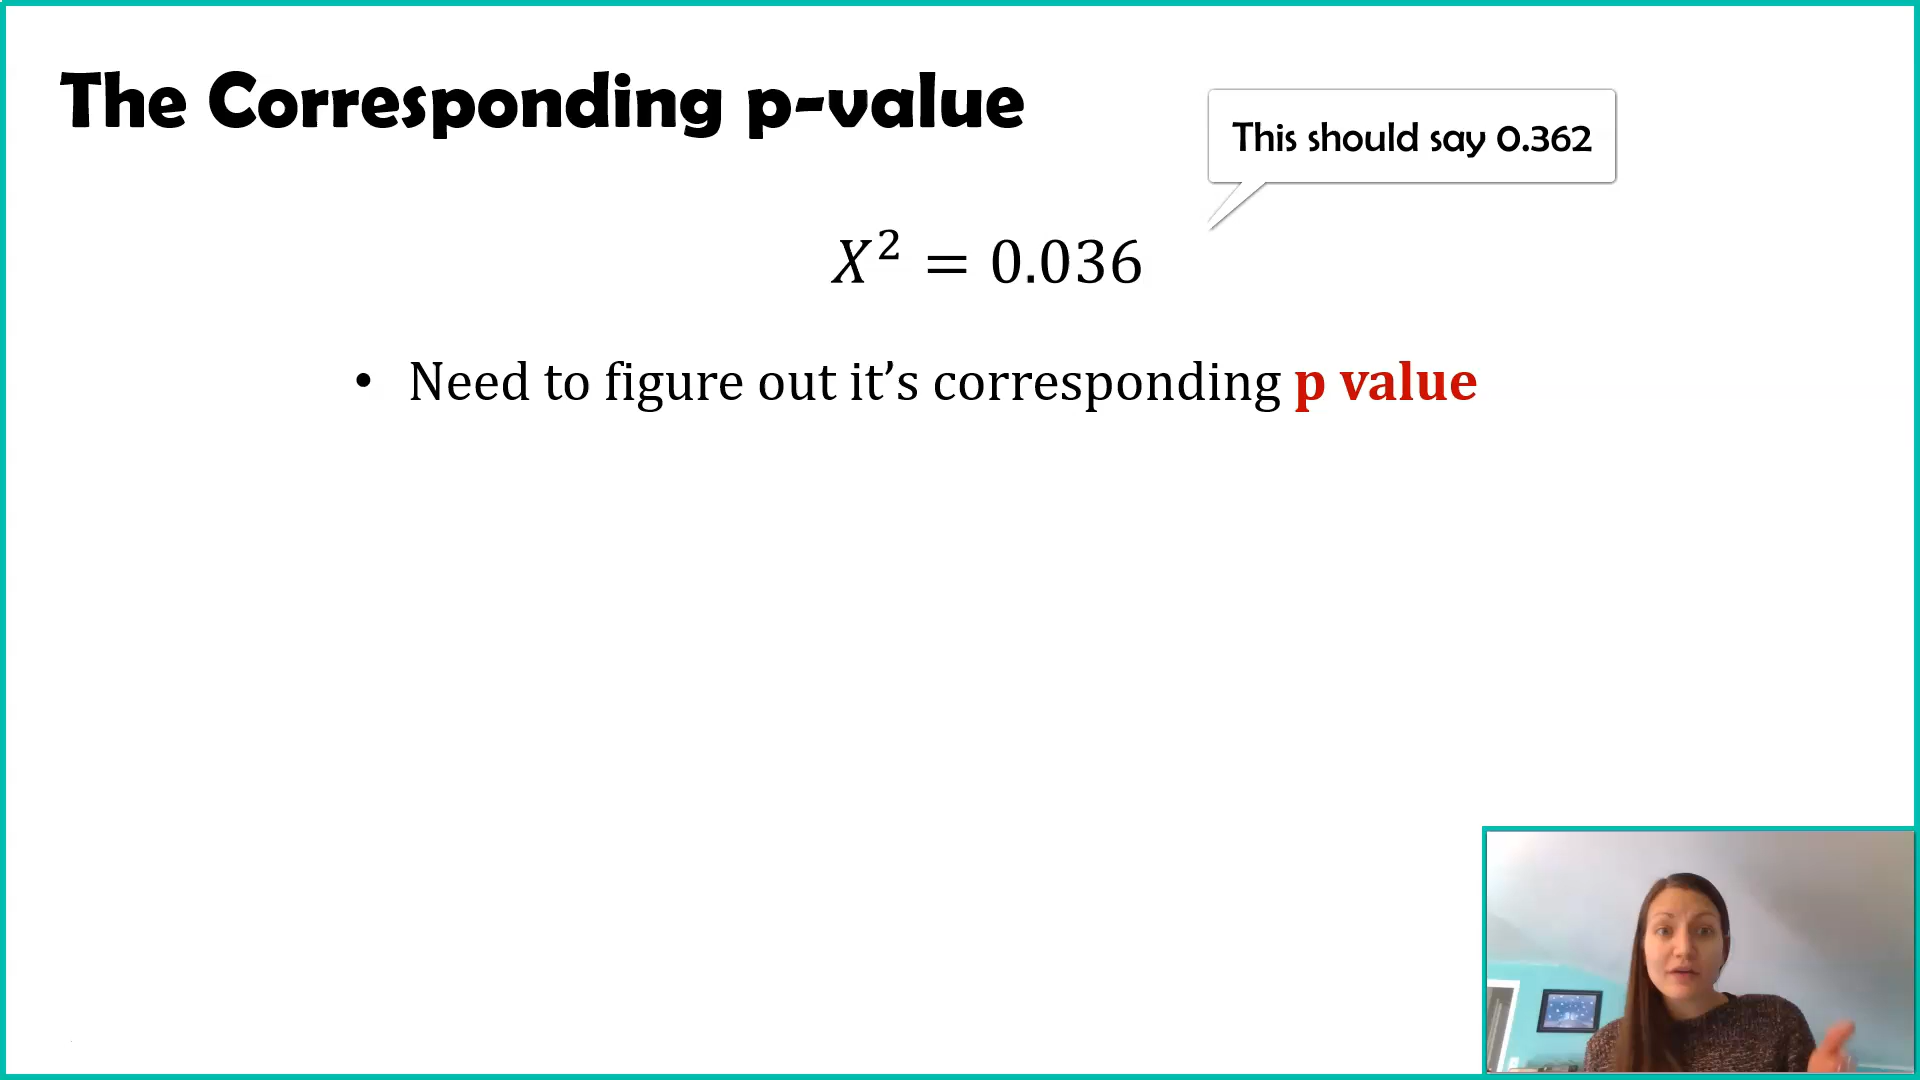 The Corresponding p-value
This should say 0.362
X² = 0.036
• Need to figure out it’s corresponding p value